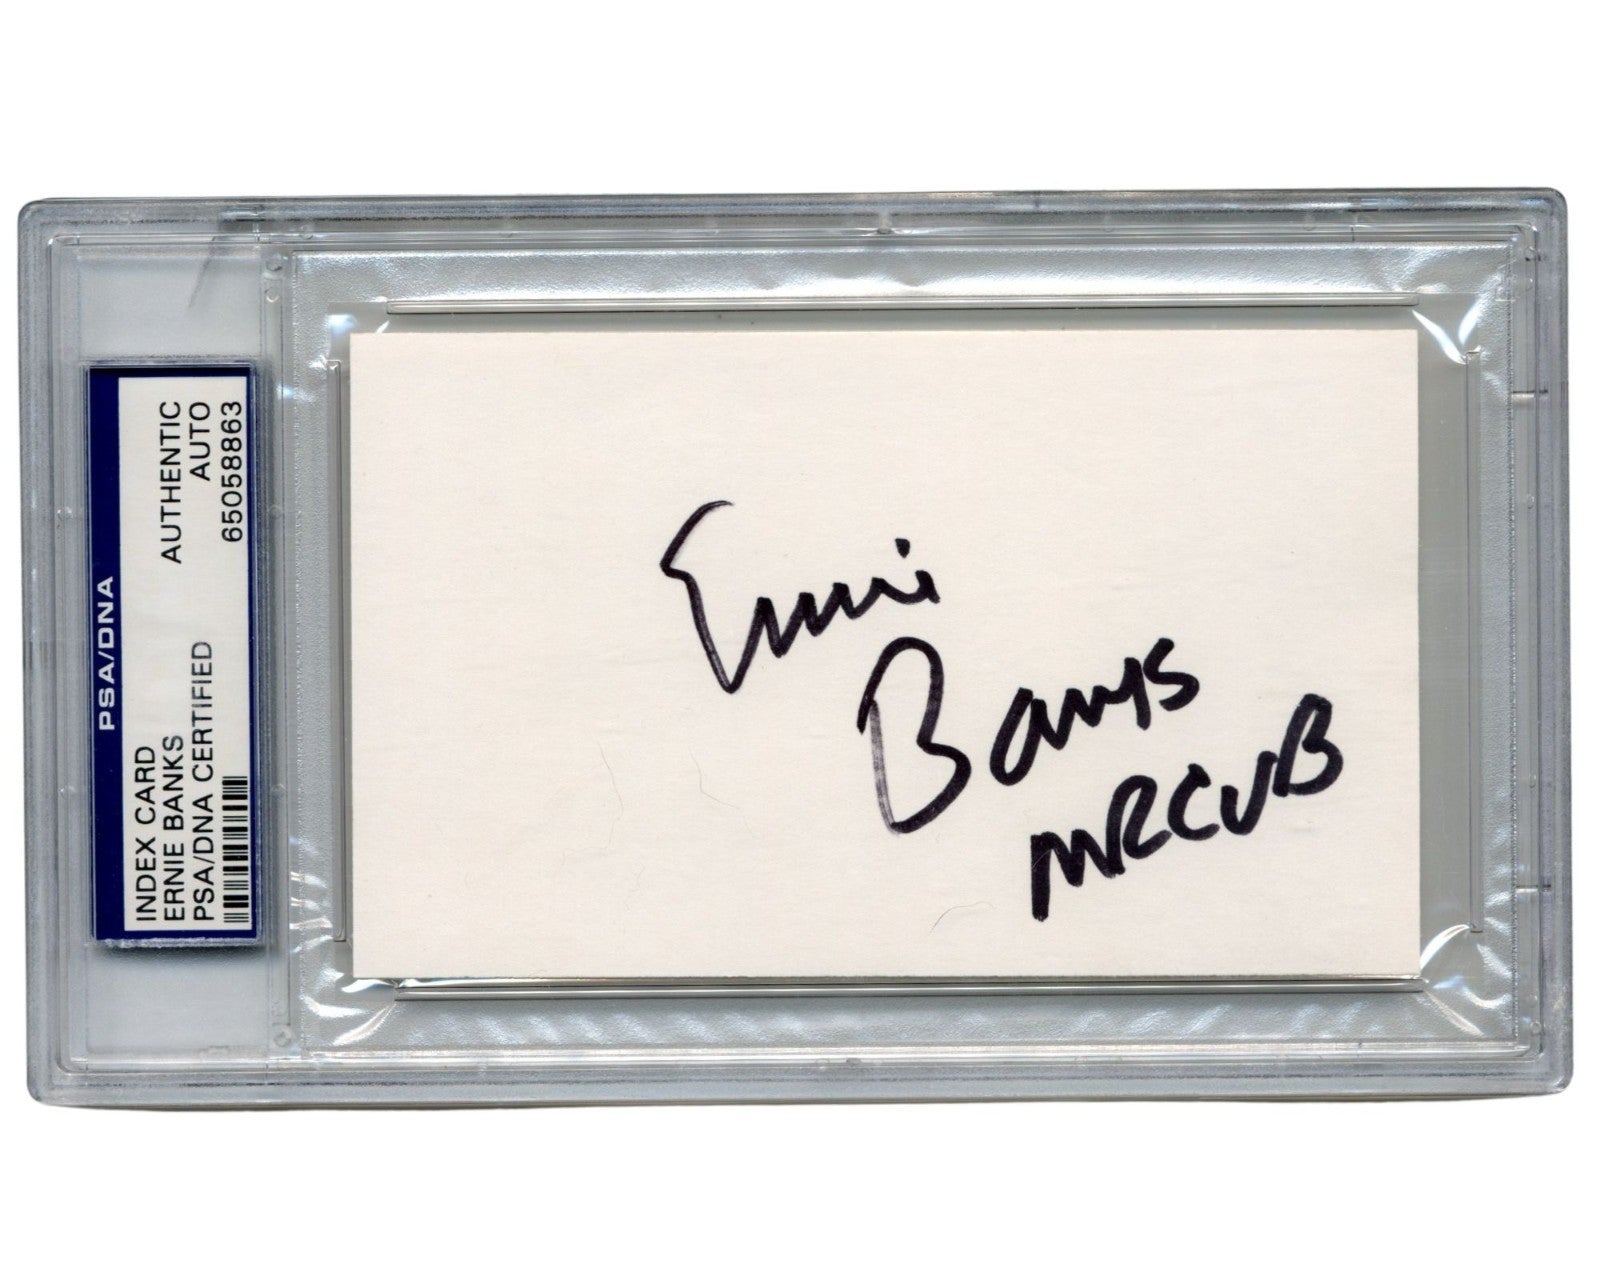 PSA/DNA
INDEX CARD AUTHENTIC
ERNIE BANKS AUTO
PSA/DNA CERTIFIED 65058863
Ernie
Banks
MRCUB